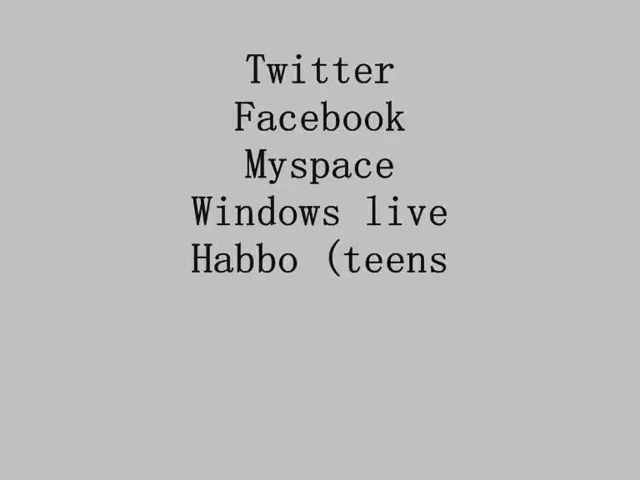 Twitter
Facebook
Myspace
Windows live
Habbo (teens